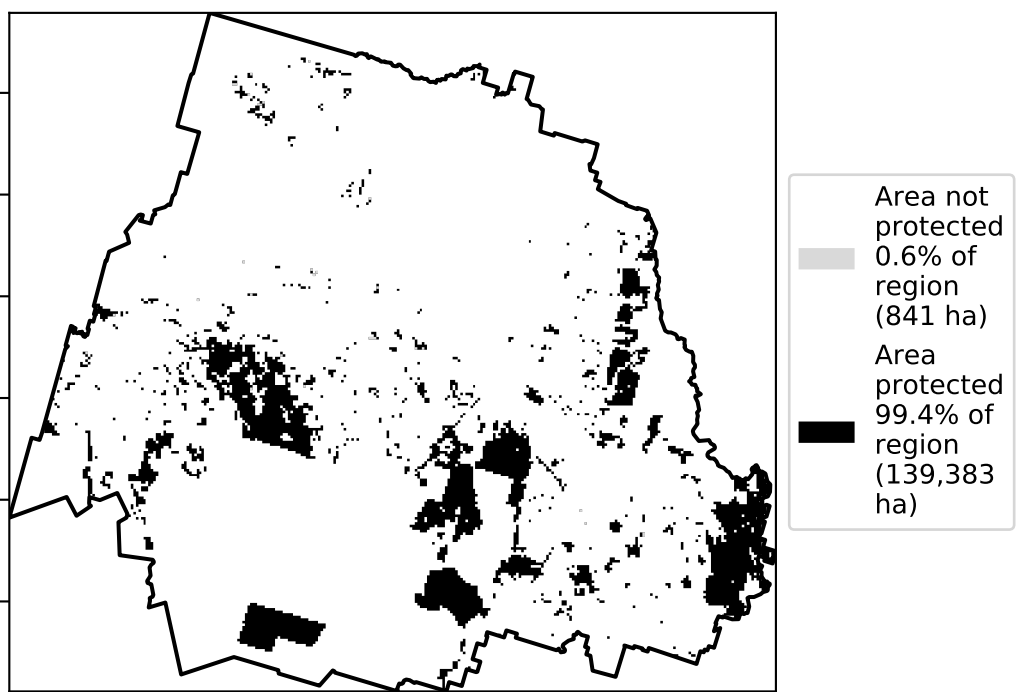 Area not
protected
0.6% of
region
(841 ha)
Area
protected
99.4% of
region
(139,383
ha)